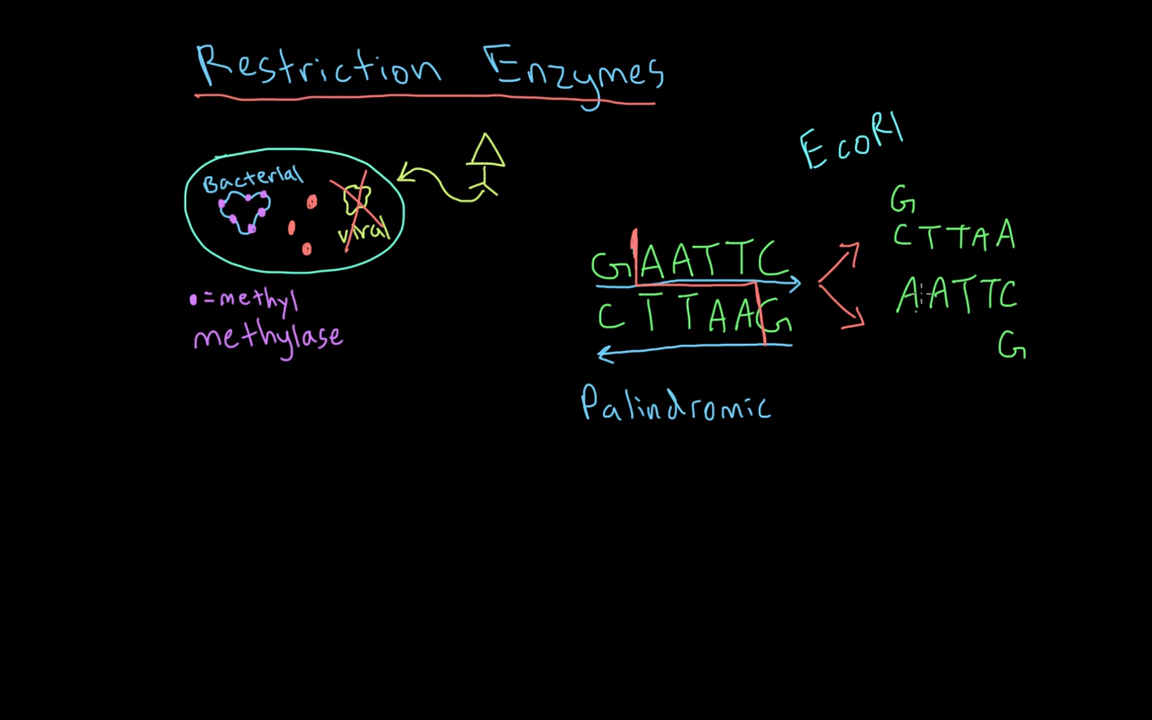 Restriction Enzymes
Bacterial
viral
= methyl
methylase
EcoRI
GAATTC
CTTAAG
Palindromic
G
CTTAA
AATTC
G